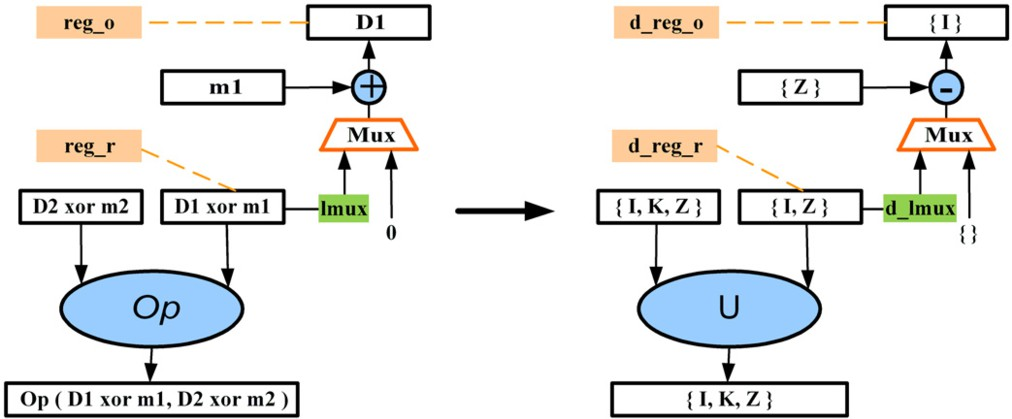 reg_o
D1
m1
+
Mux
reg_r
D2 xor m2
D1 xor m1
lmux
0
Op
Op ( D1 xor m1, D2 xor m2 )
d_reg_o
{ I }
{ Z }
-
Mux
d_reg_r
{ I, K, Z }
{ I, Z }
d_lmux
{}
U
{ I, K, Z }